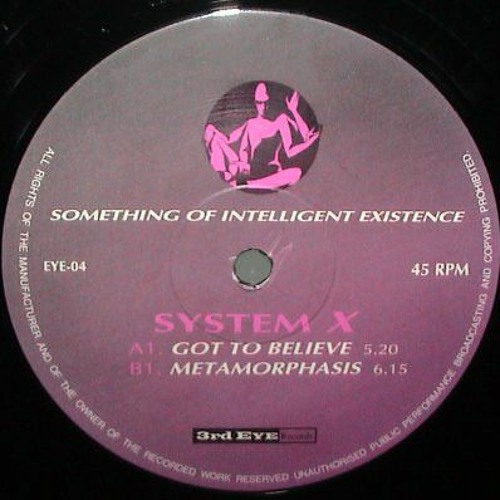 SOMETHING OF INTELLIGENT EXISTENCE
EYE-04
45 RPM
SYSTEM X
A1. GOT TO BELIEVE 5.20
B1. METAMORPHASIS 6.15
3rd EYE Records
ALL RIGHTS OF THE MANUFACTURER AND OF THE OWNER OF THE RECORDED WORK RESERVED UNAUTHORISED PUBLIC PERFORMANCE BROADCASTING AND COPYING PROHIBITED.